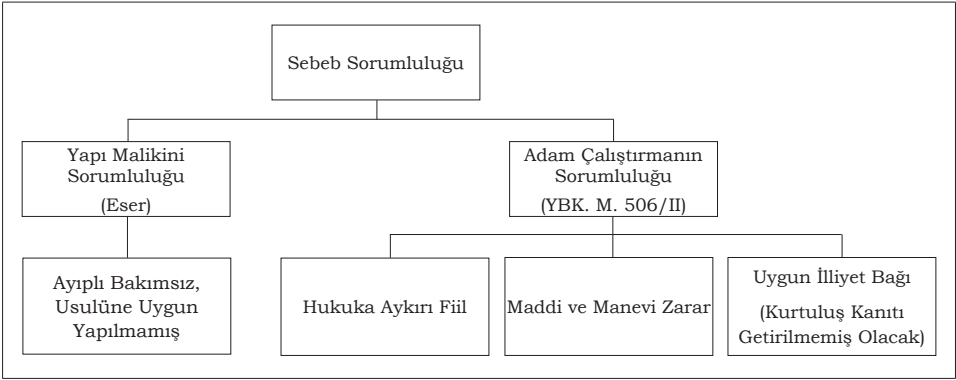 Sebeb Sorumluluğu
Yapı Malikini
Sorumluluğu
(Eser)
Adam Çalıştırmanın
Sorumluluğu
(YBK. M. 506/II)
Ayıplı Bakımsız,
Usulüne Uygun
Yapılmamış
Hukuka Aykırı Fiil
Maddi ve Manevi Zarar
Uygun İlliyet Bağı
(Kurtuluş Kanıtı
Getirilmemiş Olacak)